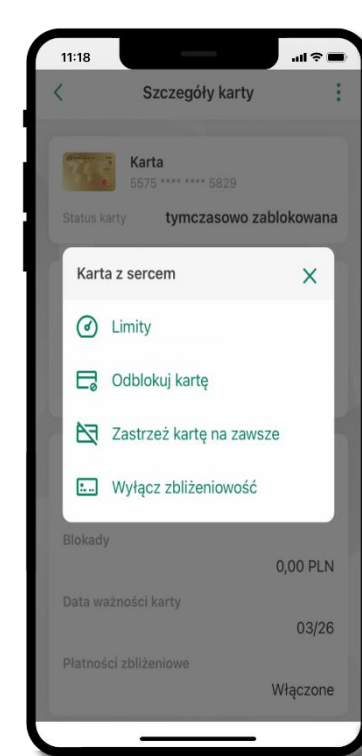 11:18
Szczegóły karty
Karta
5575 **** **** 5829
Status karty tymczasowo zablokowana
Karta z sercem
Limity
Odblokuj kartę
Zastrzeż kartę na zawsze
Wyłącz zbliżeniowość
Blokady
0,00 PLN
Data ważności karty
03/26
Płatności zbliżeniowe
Włączone